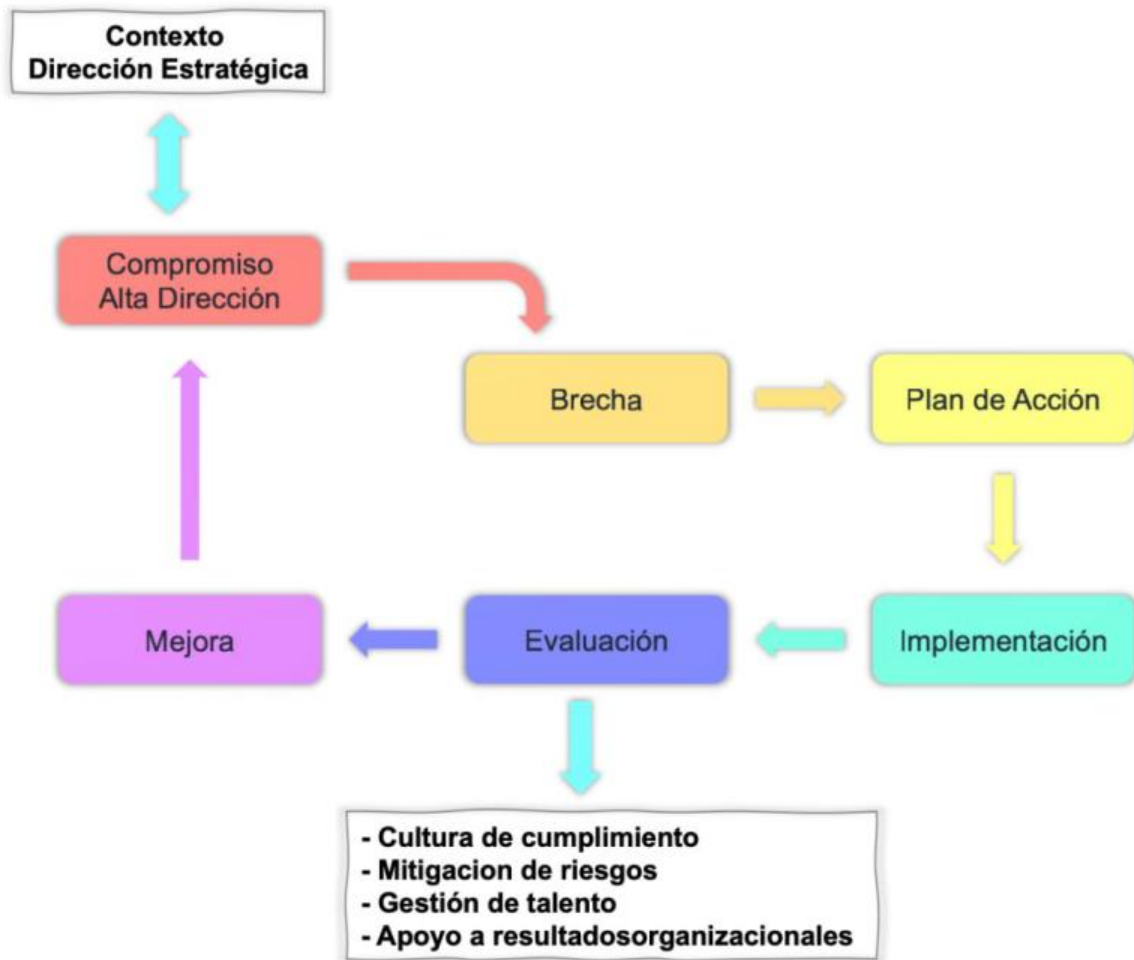 Contexto
Dirección Estratégica
Compromiso
Alta Dirección
Brecha
Plan de Acción
Mejora
Evaluación
Implementación
- Cultura de cumplimiento
- Mitigacion de riesgos
- Gestión de talento
- Apoyo a resultadosorganizacionales